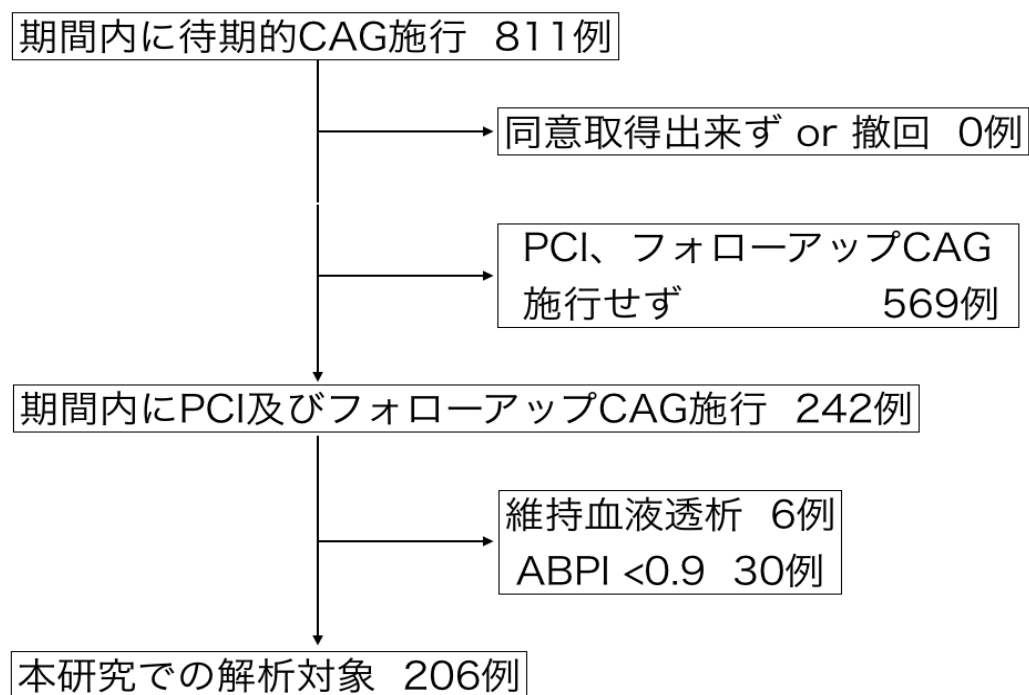 期間内に待期的CAG施行 811例
同意取得出来ず or 撤回 0例
PCI、フォローアップCAG
施行せず 569例
期間内にPCI及びフォローアップCAG施行 242例
維持血液透析 6例
ABPI <0.9 30例
本研究での解析対象 206例